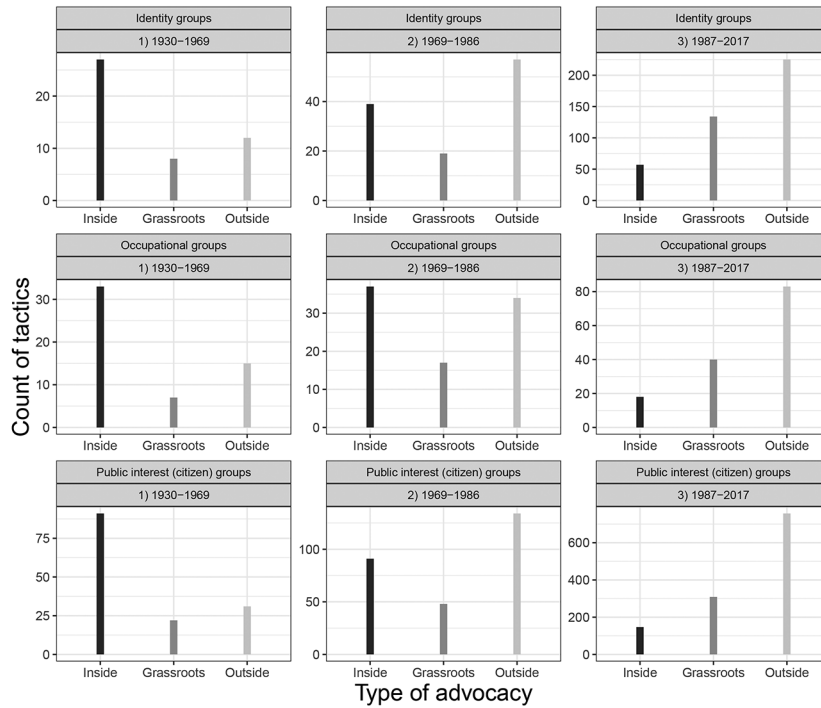 Identity groups
1) 1930−1969
Identity groups
2) 1969−1986
Identity groups
3) 1987−2017
20
10
0
Inside Grassroots Outside
40
20
0
Inside Grassroots Outside
200
150
100
50
0
Inside Grassroots Outside
Occupational groups
1) 1930−1969
Occupational groups
2) 1969−1986
Occupational groups
3) 1987−2017
30
20
10
0
Inside Grassroots Outside
30
20
10
0
Inside Grassroots Outside
80
60
40
20
0
Inside Grassroots Outside
Public interest (citizen) groups
1) 1930−1969
Public interest (citizen) groups
2) 1969−1986
Public interest (citizen) groups
3) 1987−2017
75
50
25
0
Inside Grassroots Outside
100
50
0
Inside Grassroots Outside
600
400
200
0
Inside Grassroots Outside
Count of tactics
Type of advocacy